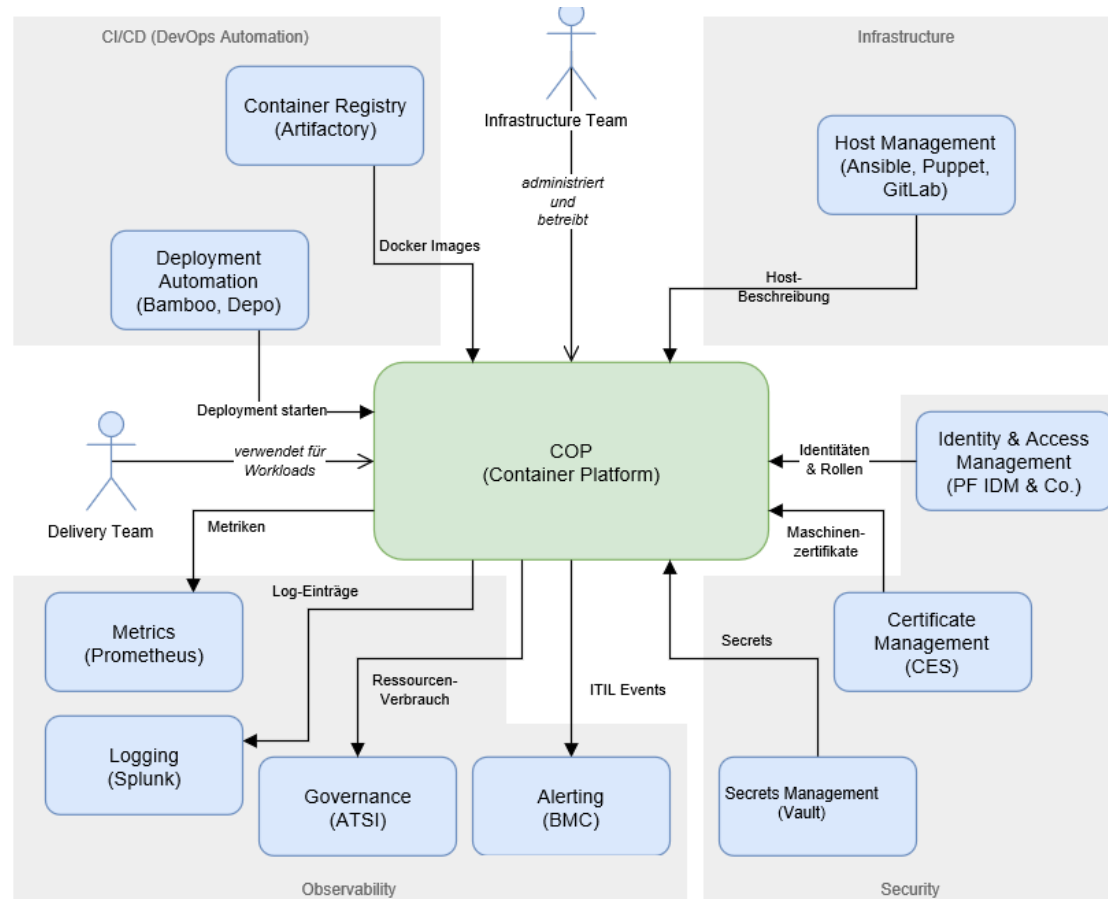 CI/CD (DevOps Automation)
Infrastructure
Container Registry
(Artifactory)
Infrastructure Team
Host Management
(Ansible, Puppet,
GitLab)
administriert
und
betreibt
Docker Images
Deployment
Automation
(Bamboo, Depo)
Host-
Beschreibung
Deployment starten
COP
(Container Platform)
verwendet für
Workloads
Delivery Team
Identitäten
& Rollen
Identity & Access
Management
(PF IDM & Co.)
Metriken
Maschinen-
zertifikate
Log-Einträge
Metrics
(Prometheus)
Certificate
Management
(CES)
Secrets
Ressourcen-
Verbrauch
ITIL Events
Logging
(Splunk)
Governance
(ATSI)
Alerting
(BMC)
Secrets Management
(Vault)
Observability
Security